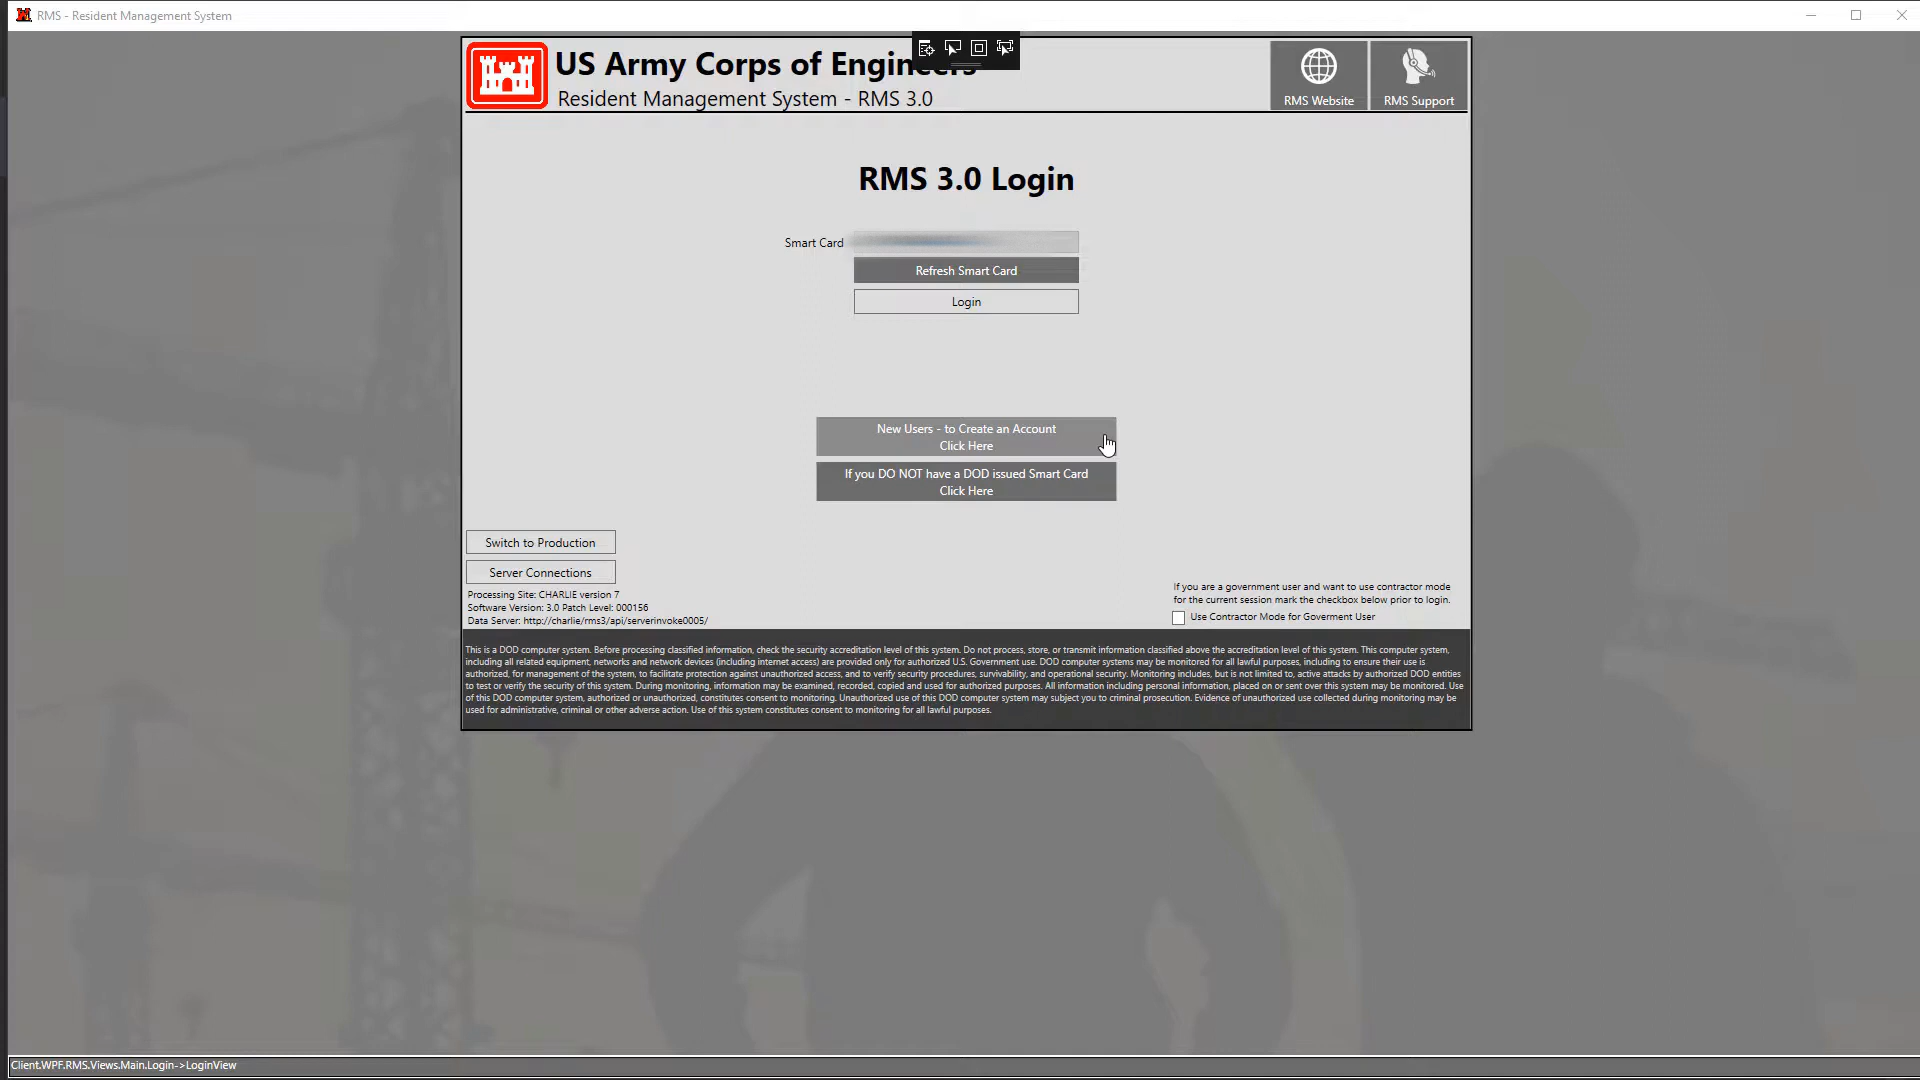 RMS - Resident Management System
US Army Corps of Engineers
Resident Management System - RMS 3.0
RMS Website
RMS Support
RMS 3.0 Login
Smart Card
Refresh Smart Card
Login
New Users - to Create an Account
Click Here
If you DO NOT have a DOD issued Smart Card
Click Here
Switch to Production
Server Connections
Processing Site: CHARLIE version 7
Software Version: 3.0 Patch Level: 000156
Data Server: http://charlie/rms3/api/serverinvoke0005/
If you are a government user and want to use contractor mode
for the current session mark the checkbox below prior to login.
Use Contractor Mode for Goverment User
This is a DOD computer system. Before processing classified information, check the security accreditation level of this system. Do not process, store, or transmit information classified above the accreditation level of this system. This computer system,
including all related equipment, networks and network devices (including internet access) are provided only for authorized U.S. Government use. DOD computer systems may be monitored for all lawful purposes, including to ensure their use is
authorized, for management of the system, to facilitate protection against unauthorized access, and to verify security procedures, survivability, and operational security. Monitoring includes, but is not limited to, active attacks by authorized DOD entities
to test or verify the security of this system. During monitoring, information may be examined, recorded, copied and used for authorized purposes. All information including personal information, placed on or sent over this system may be monitored. Use
of this DOD computer system, authorized or unauthorized, constitutes consent to monitoring. Unauthorized use of this DOD computer system may subject you to criminal prosecution. Evidence of unauthorized use collected during monitoring may be
used for administrative, criminal or other adverse action. Use of this system constitutes consent to monitoring for all lawful purposes.
Client.WPF.RMS.Views.Main.Login->LoginView